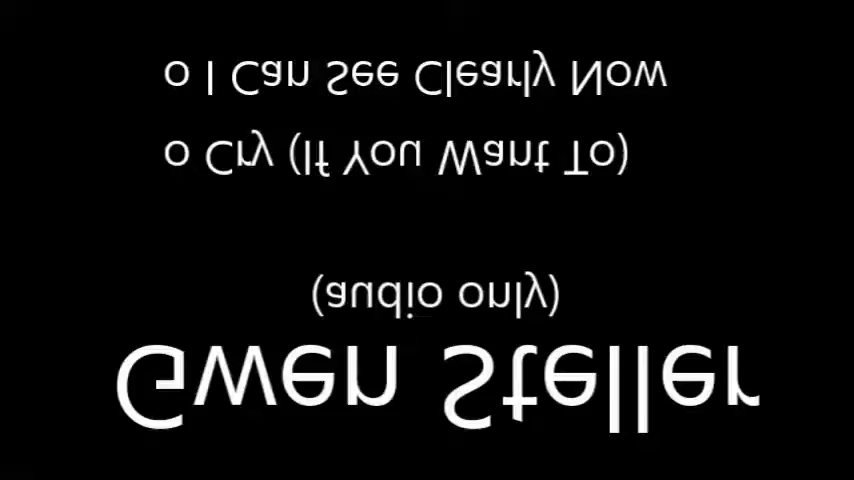 Gwen Steller
(audio only)
o Cry (If You Want To)
o I Can See Clearly Now